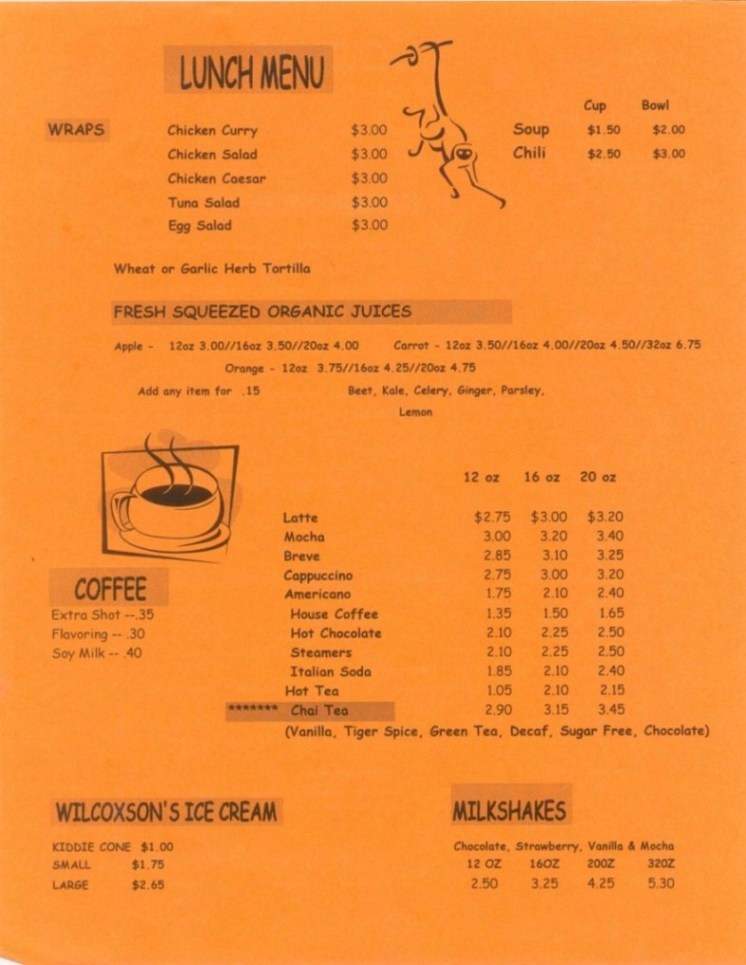 LUNCH MENU
Cup Bowl
WRAPS Chicken Curry $3.00 Soup $1.50 $2.00
Chicken Salad $3.00 Chili $2.50 $3.00
Chicken Caesar $3.00
Tuna Salad $3.00
Egg Salad $3.00
Wheat or Garlic Herb Tortilla
FRESH SQUEEZED ORGANIC JUICES
Apple - 12oz 3.00//16oz 3.50//20oz 4.00 Carrot - 12oz 3.50//16oz 4.00//20oz 4.50//32oz 6.75
Orange - 12oz 3.75//16oz 4.25//20oz 4.75
Add any item for .15 Beet, Kale, Celery, Ginger, Parsley,
Lemon
12 oz 16 oz 20 oz
Latte $2.75 $3.00 $3.20
Mocha 3.00 3.20 3.40
Breve 2.85 3.10 3.25
Cappuccino 2.75 3.00 3.20
COFFEE
Americano 1.75 2.10 2.40
Extra Shot --.35 House Coffee 1.35 1.50 1.65
Flavoring -- .30 Hot Chocolate 2.10 2.25 2.50
Soy Milk -- .40 Steamers 2.10 2.25 2.50
Italian Soda 1.85 2.10 2.40
Hot Tea 1.05 2.10 2.15
******* Chai Tea 2.90 3.15 3.45
(Vanilla, Tiger Spice, Green Tea, Decaf, Sugar Free, Chocolate)
WILCOXSON'S ICE CREAM
KIDDIE CONE $1.00
SMALL $1.75
LARGE $2.65
MILKSHAKES
Chocolate, Strawberry, Vanilla & Mocha
12 OZ 16OZ 20OZ 32OZ
2.50 3.25 4.25 5.30